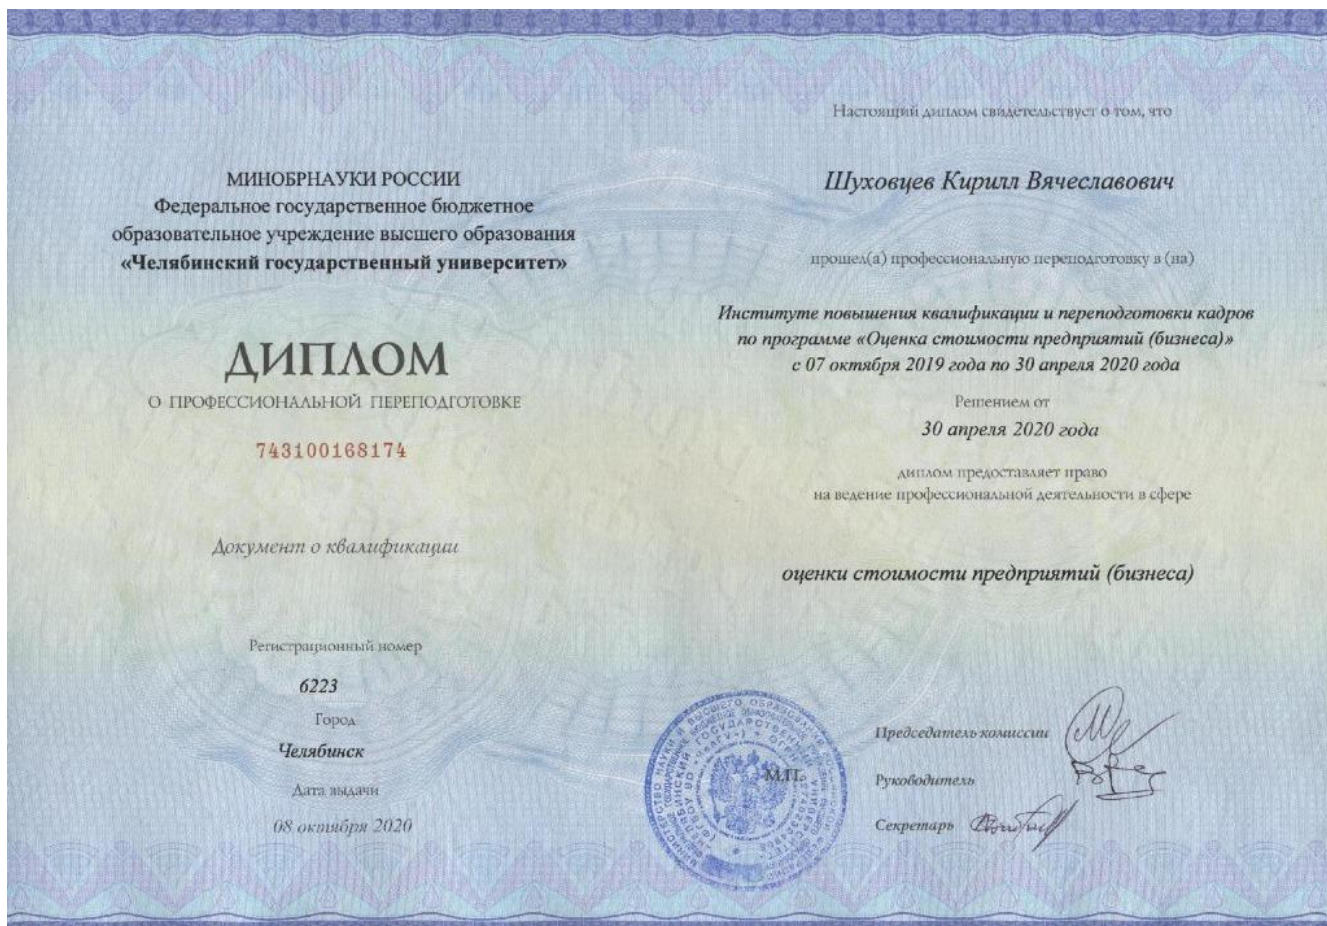 МИНОБРНАУКИ РОССИИ
Федеральное государственное бюджетное
образовательное учреждение высшего образования
«Челябинский государственный университет»
ДИПЛОМ
О ПРОФЕССИОНАЛЬНОЙ ПЕРЕПОДГОТОВКЕ
743100168174
Документ о квалификации
Регистрационный номер
6223
Город
Челябинск
Дата выдачи
08 октября 2020
Настоящий диплом свидетельствует о том, что
Шуховцев Кирилл Вячеславович
прошел(а) профессиональную переподготовку в (на)
Институте повышения квалификации и переподготовки кадров
по программе «Оценка стоимости предприятий (бизнеса)»
с 07 октября 2019 года по 30 апреля 2020 года
Решением от
30 апреля 2020 года
диплом предоставляет право
на ведение профессиональной деятельности в сфере
оценки стоимости предприятий (бизнеса)
М.П.
Председатель комиссии
Руководитель
Секретарь